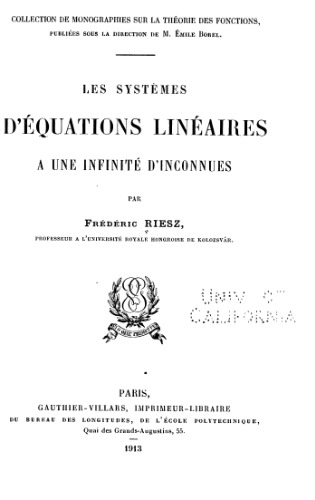 COLLECTION DE MONOGRAPHIES SUR LA THÉORIE DES FONCTIONS,
PUBLIÉES SOUS LA DIRECTION DE M. ÉMILE BOREL.
LES SYSTÈMES
D'ÉQUATIONS LINÉAIRES
A UNE INFINITÉ D'INCONNUES
PAR
FRÉDÉRIC RIESZ,
PROFESSEUR A L'UNIVERSITÉ ROYALE HONGROISE DE KOLOZSVÁR.
UNIV OF
CALIFORNIA
PARIS,
GAUTHIER-VILLARS, IMPRIMEUR-LIBRAIRE
DU BUREAU DES LONGITUDES, DE L'ÉCOLE POLYTECHNIQUE,
Quai des Grands-Augustins, 55.
1913